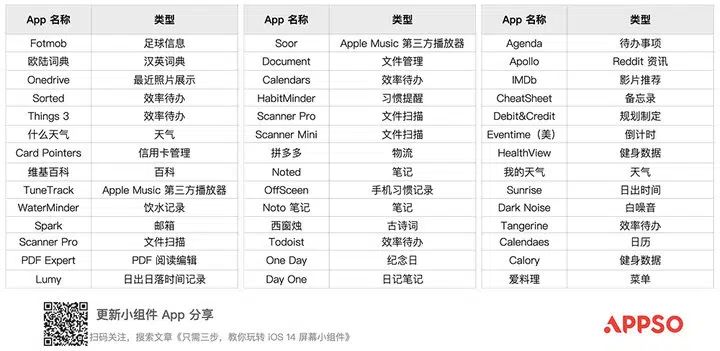 App 名称 类型
Fotmob 足球信息
欧陆词典 汉英词典
Onedrive 最近照片展示
Sorted 效率待办
Things 3 效率待办
什么天气 天气
Card Pointers 信用卡管理
维基百科 百科
TuneTrack Apple Music 第三方播放器
WaterMinder 饮水记录
Spark 邮箱
Scanner Pro 文件扫描
PDF Expert PDF 阅读编辑
Lumy 日出日落时间记录
App 名称 类型
Soor Apple Music 第三方播放器
Document 文件管理
Calendars 效率待办
HabitMinder 习惯提醒
Scanner Pro 文件扫描
Scanner Mini 文件扫描
拼多多 物流
Noted 笔记
OffSceen 手机习惯记录
Noto 笔记 笔记
西窗烛 古诗词
Todoist 效率待办
One Day 纪念日
Day One 日记笔记
App 名称 类型
Agenda 待办事项
Apollo Reddit 资讯
IMDb 影片推荐
CheatSheet 备忘录
Debit&Credit 规划制定
Eventime（美） 倒计时
HealthView 健身数据
我的天气 天气
Sunrise 日出时间
Dark Noise 白噪音
Tangerine 效率待办
Calendaes 日历
Calory 健身数据
爱料理 菜单
更新小组件 App 分享
扫码关注，搜索文章《只需三步，教你玩转 iOS 14 屏幕小组件》
APPSO